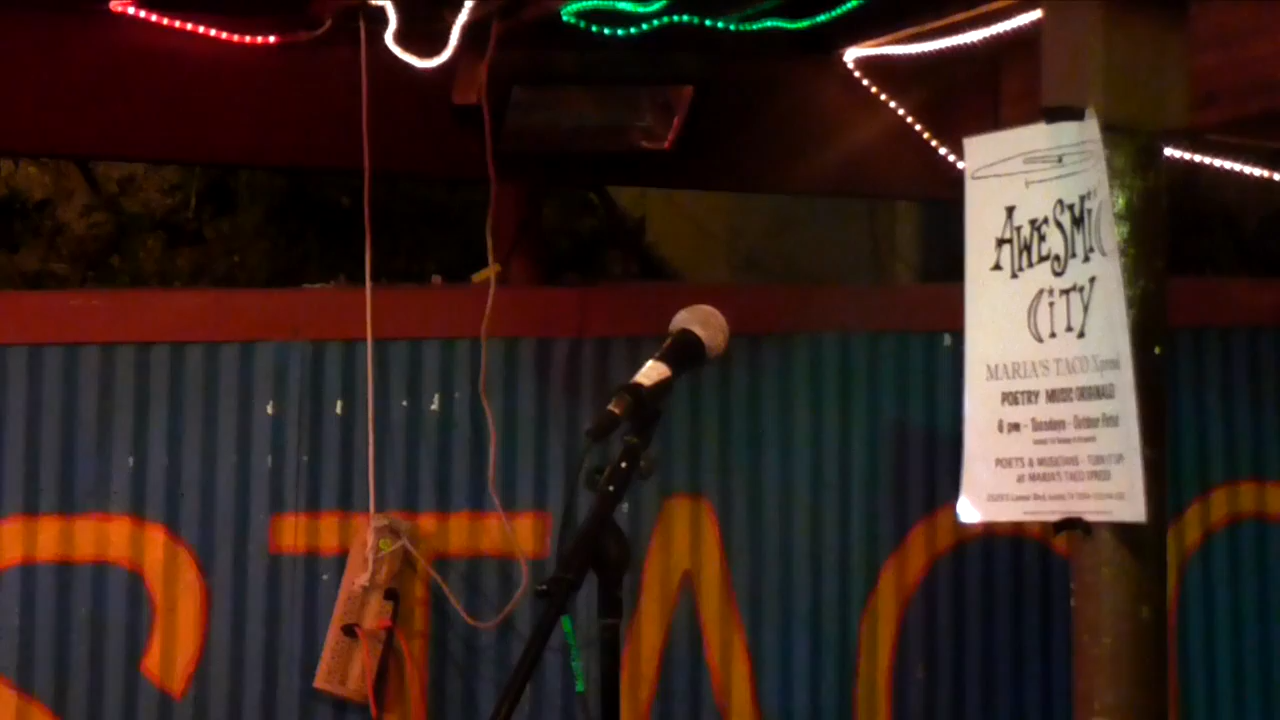 AWESMIC
CITY
MARIA'S TACO Xpress
POETRY MUSIC ORIGINALS
6 pm - Tuesdays - Outdoor Patio
POETS & MUSICIANS - TURN IT UP!
at MARIA'S TACO XPRESS
S TACO